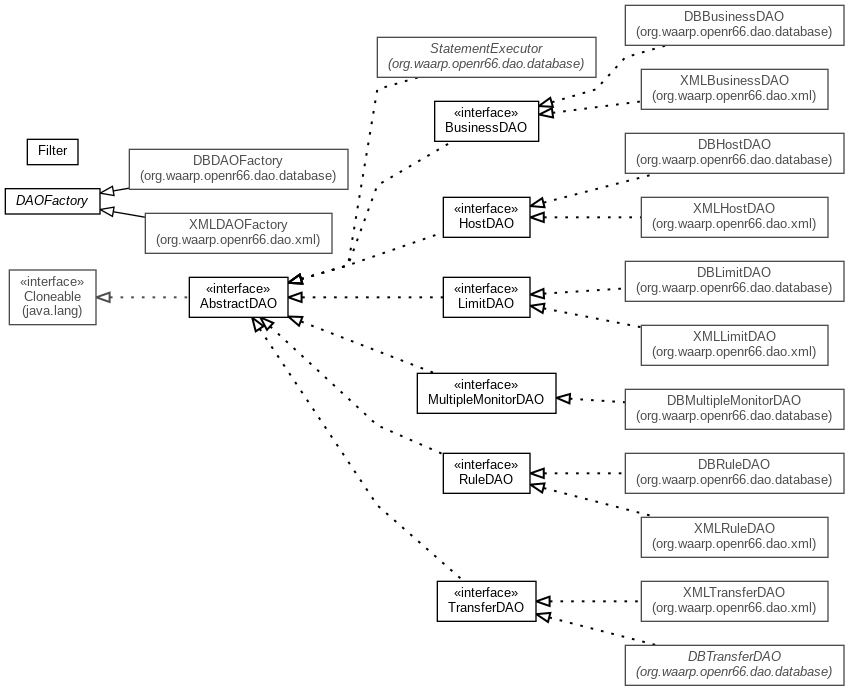 DBBusinessDAO
(org.waarp.openr66.dao.database)
StatementExecutor
(org.waarp.openr66.dao.database)
XMLBusinessDAO
(org.waarp.openr66.dao.xml)
«interface»
BusinessDAO
Filter
DBHostDAO
(org.waarp.openr66.dao.database)
DBDAOFactory
(org.waarp.openr66.dao.database)
DAOFactory
XMLDAOFactory
(org.waarp.openr66.dao.xml)
«interface»
HostDAO
XMLHostDAO
(org.waarp.openr66.dao.xml)
«interface»
Cloneable
(java.lang)
«interface»
AbstractDAO
«interface»
LimitDAO
DBLimitDAO
(org.waarp.openr66.dao.database)
XMLLimitDAO
(org.waarp.openr66.dao.xml)
«interface»
MultipleMonitorDAO
DBMultipleMonitorDAO
(org.waarp.openr66.dao.database)
«interface»
RuleDAO
DBRuleDAO
(org.waarp.openr66.dao.database)
XMLRuleDAO
(org.waarp.openr66.dao.xml)
«interface»
TransferDAO
XMLTransferDAO
(org.waarp.openr66.dao.xml)
DBTransferDAO
(org.waarp.openr66.dao.database)